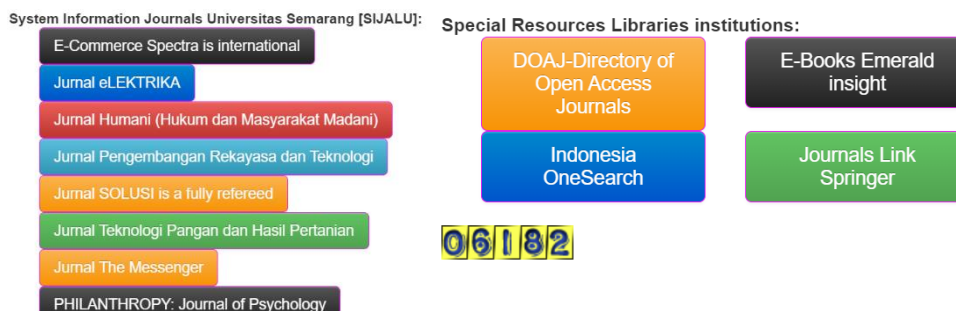 System Information Journals Universitas Semarang [SIJALU]:
E-Commerce Spectra is international
Jurnal eLEKTRIKA
Jurnal Humani (Hukum dan Masyarakat Madani)
Jurnal Pengembangan Rekayasa dan Teknologi
Jurnal SOLUSI is a fully refereed
Jurnal Teknologi Pangan dan Hasil Pertanian
Jurnal The Messenger
PHILANTHROPY: Journal of Psychology
Special Resources Libraries institutions:
DOAJ-Directory of
Open Access
Journals
E-Books Emerald
insight
Indonesia
OneSearch
Journals Link
Springer
06182